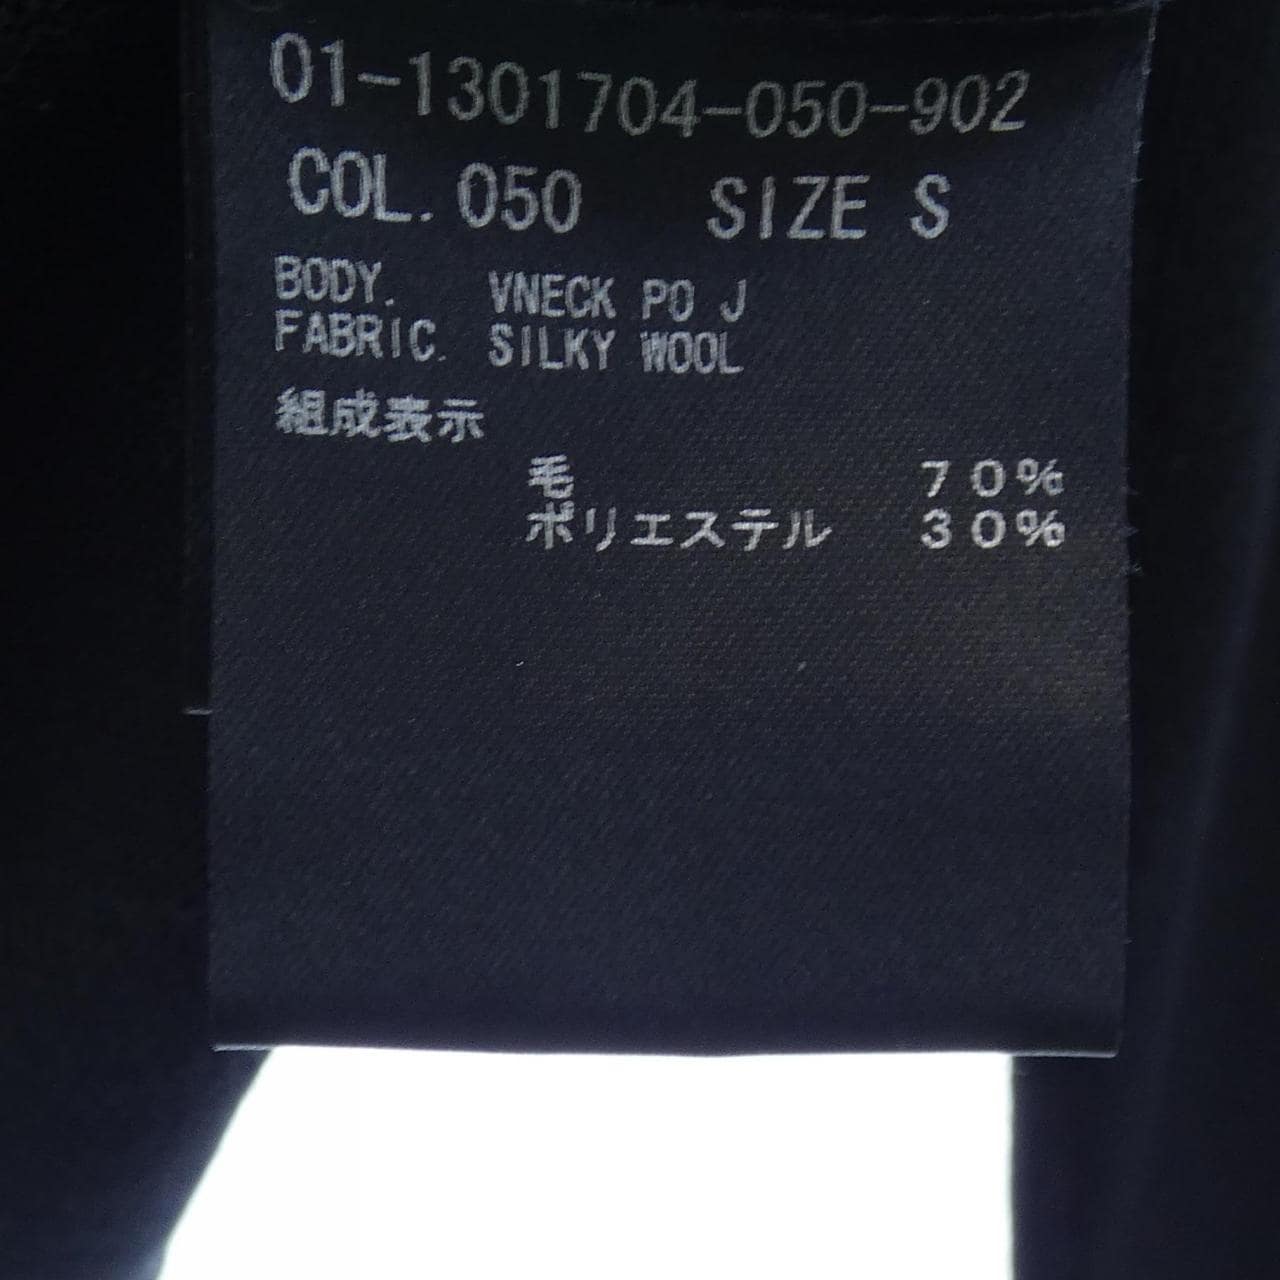 01-1301704-050-902
COL. 050 SIZE S
BODY. VNECK PO J
FABRIC. SILKY WOOL
組成表示
毛 70%
ポリエステル 30%